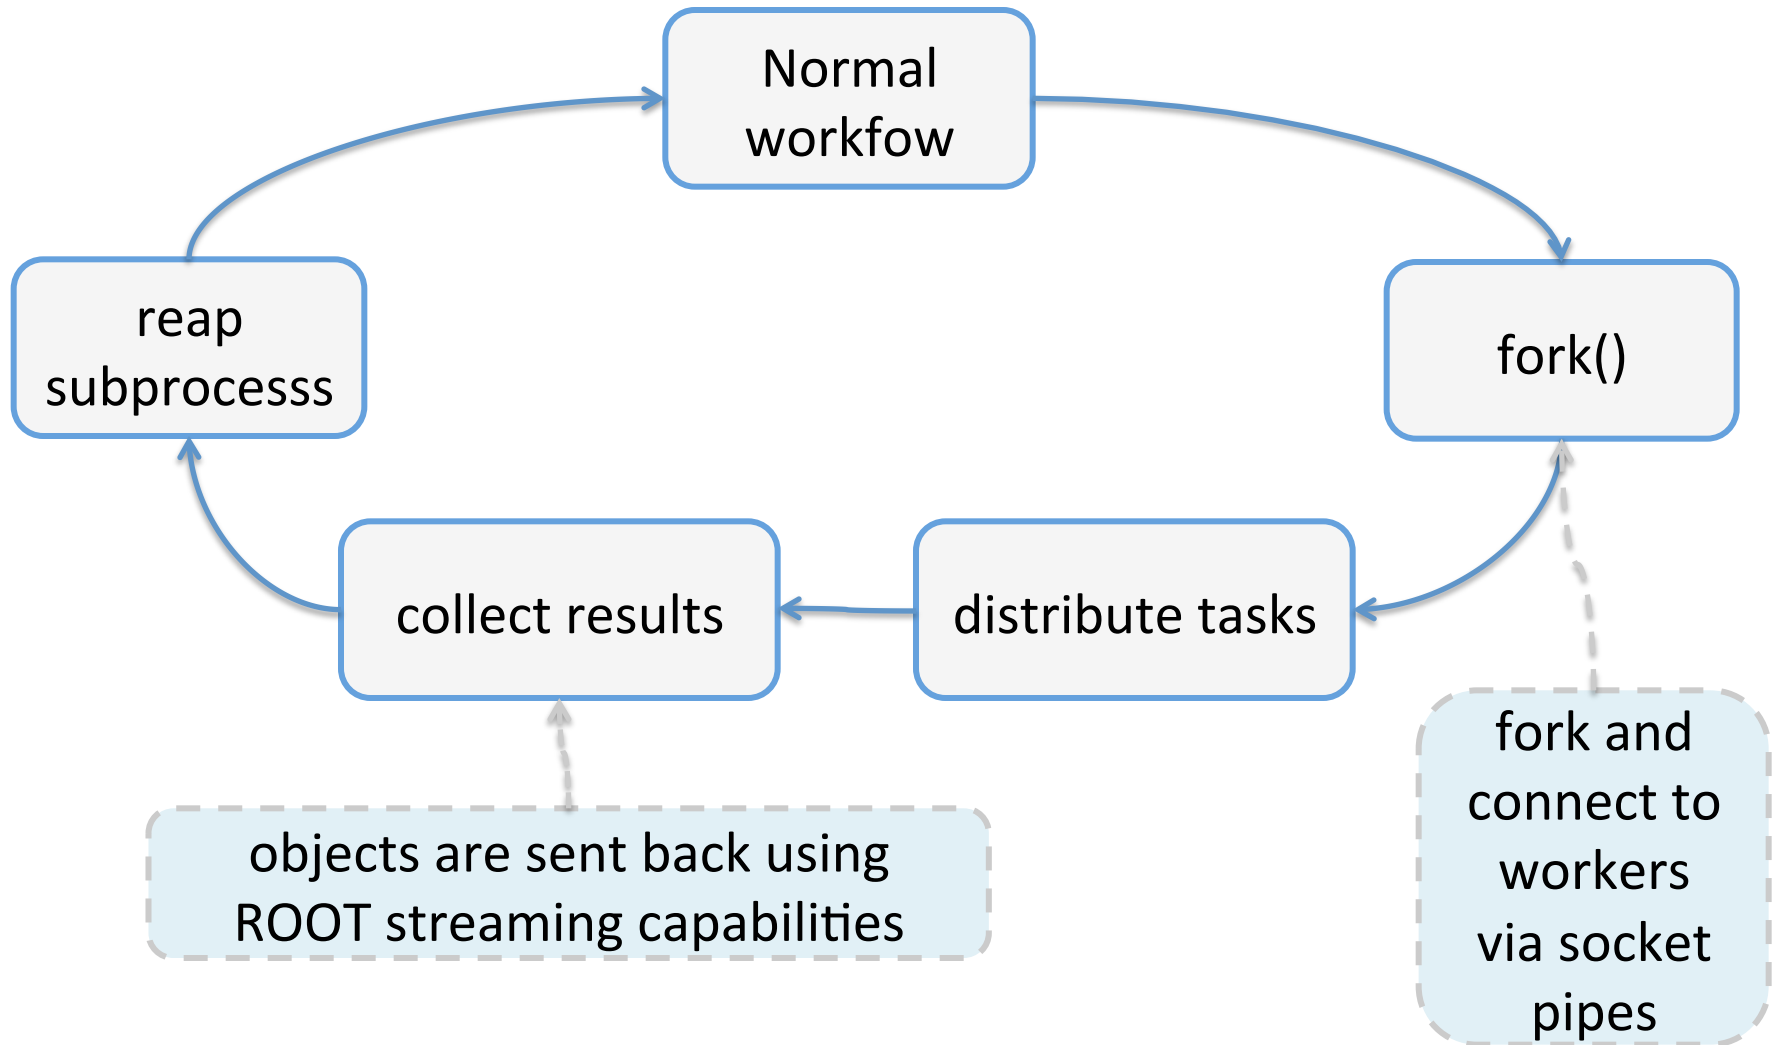 Normal
workfow
reap
subprocesss
fork()
collect results
distribute tasks
objects are sent back using
ROOT streaming capabilities
fork and
connect to
workers
via socket
pipes